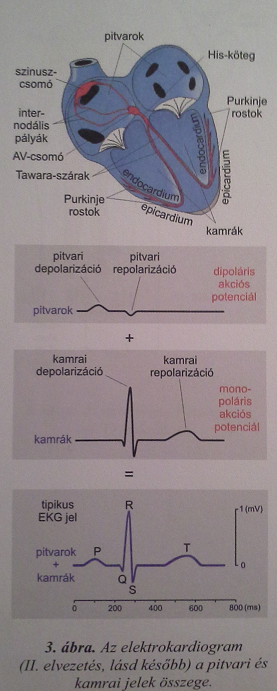 pitvarok
His-köteg
szinusz-
csomó
Purkinje
rostok
inter-
nodális
pályák
AV-csomó
Tawara-szárak
endocardium
endocardium
epicardium
Purkinje
rostok
epicardium
kamrák
pitvari
depolarizáció
pitvari
repolarizáció
dipoláris
akciós
potenciál
pitvarok
+
kamrai
depolarizáció
kamrai
repolarizáció
mono-
poláris
akciós
potenciál
kamrák
=
tipikus
EKG jel
R
1 (mV)
pitvarok
+
kamrák
P
T
0
Q
S
0 200 400 600 800 (ms)
3. ábra. Az elektrokardiogram
(II. elvezetés, lásd később) a pitvari és
kamrai jelek összege.